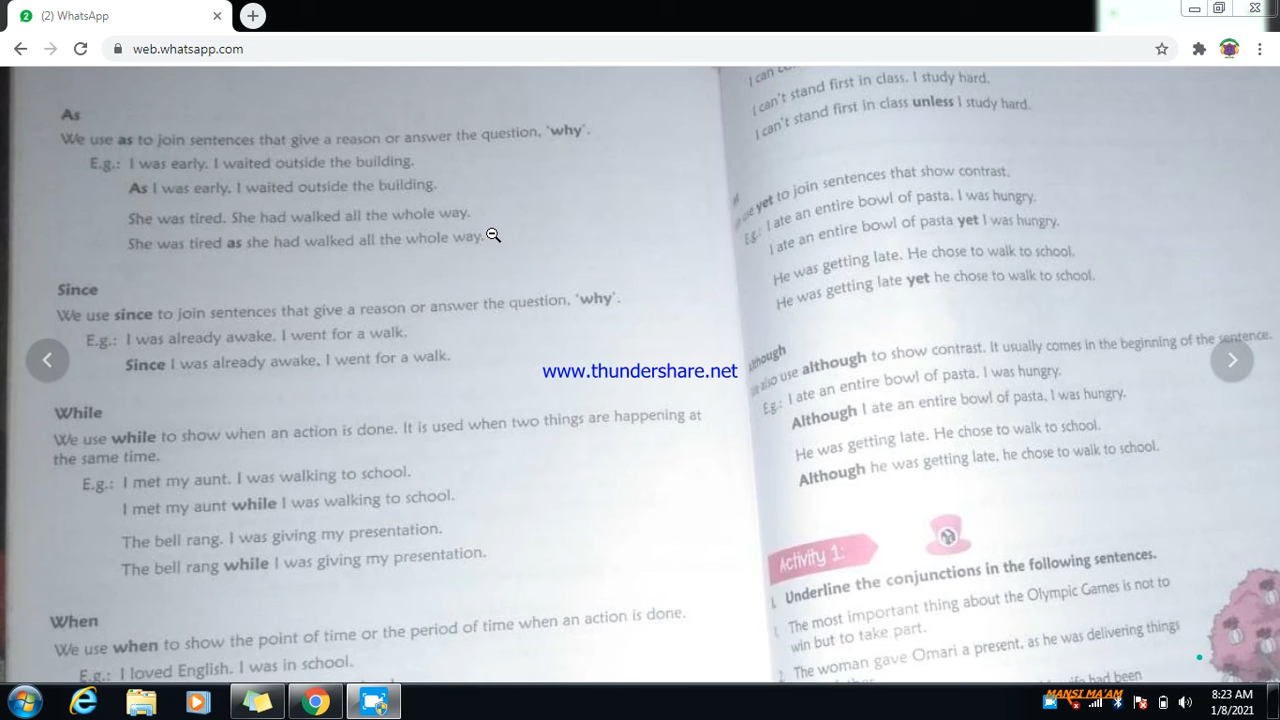 (2) WhatsApp
web.whatsapp.com
As
We use as to join sentences that give a reason or answer the question, 'why'.
E.g.: I was early. I waited outside the building.
As I was early, I waited outside the building.
She was tired. She had walked all the whole way.
She was tired as she had walked all the whole way.
Since
We use since to join sentences that give a reason or answer the question, 'why'.
E.g.: I was already awake. I went for a walk.
Since I was already awake, I went for a walk.
While
We use while to show when an action is done. It is used when two things are happening at
the same time.
E.g.: I met my aunt. I was walking to school.
I met my aunt while I was walking to school.
The bell rang. I was giving my presentation.
The bell rang while I was giving my presentation.
When
We use when to show the point of time or the period of time when an action is done.
E.g.: I loved English. I was in school.
I can
I can't stand first in class. I study hard.
I can't stand first in class unless I study hard.
use yet to join sentences that show contrast.
E.g.: I ate an entire bowl of pasta. I was hungry.
I ate an entire bowl of pasta yet I was hungry.
He was getting late. He chose to walk to school.
He was getting late yet he chose to walk to school.
Although
also use although to show contrast. It usually comes in the beginning of the sentence.
E.g.: I ate an entire bowl of pasta. I was hungry.
Although I ate an entire bowl of pasta, I was hungry.
He was getting late. He chose to walk to school.
Although he was getting late, he chose to walk to school.
Activity 1:
I. Underline the conjunctions in the following sentences.
1. The most important thing about the Olympic Games is not to
win but to take part.
2. The woman gave Omari a present, as he was delivering things
had been
www.thundershare.net
MANSI MA'AM
8:23 AM
1/8/2021